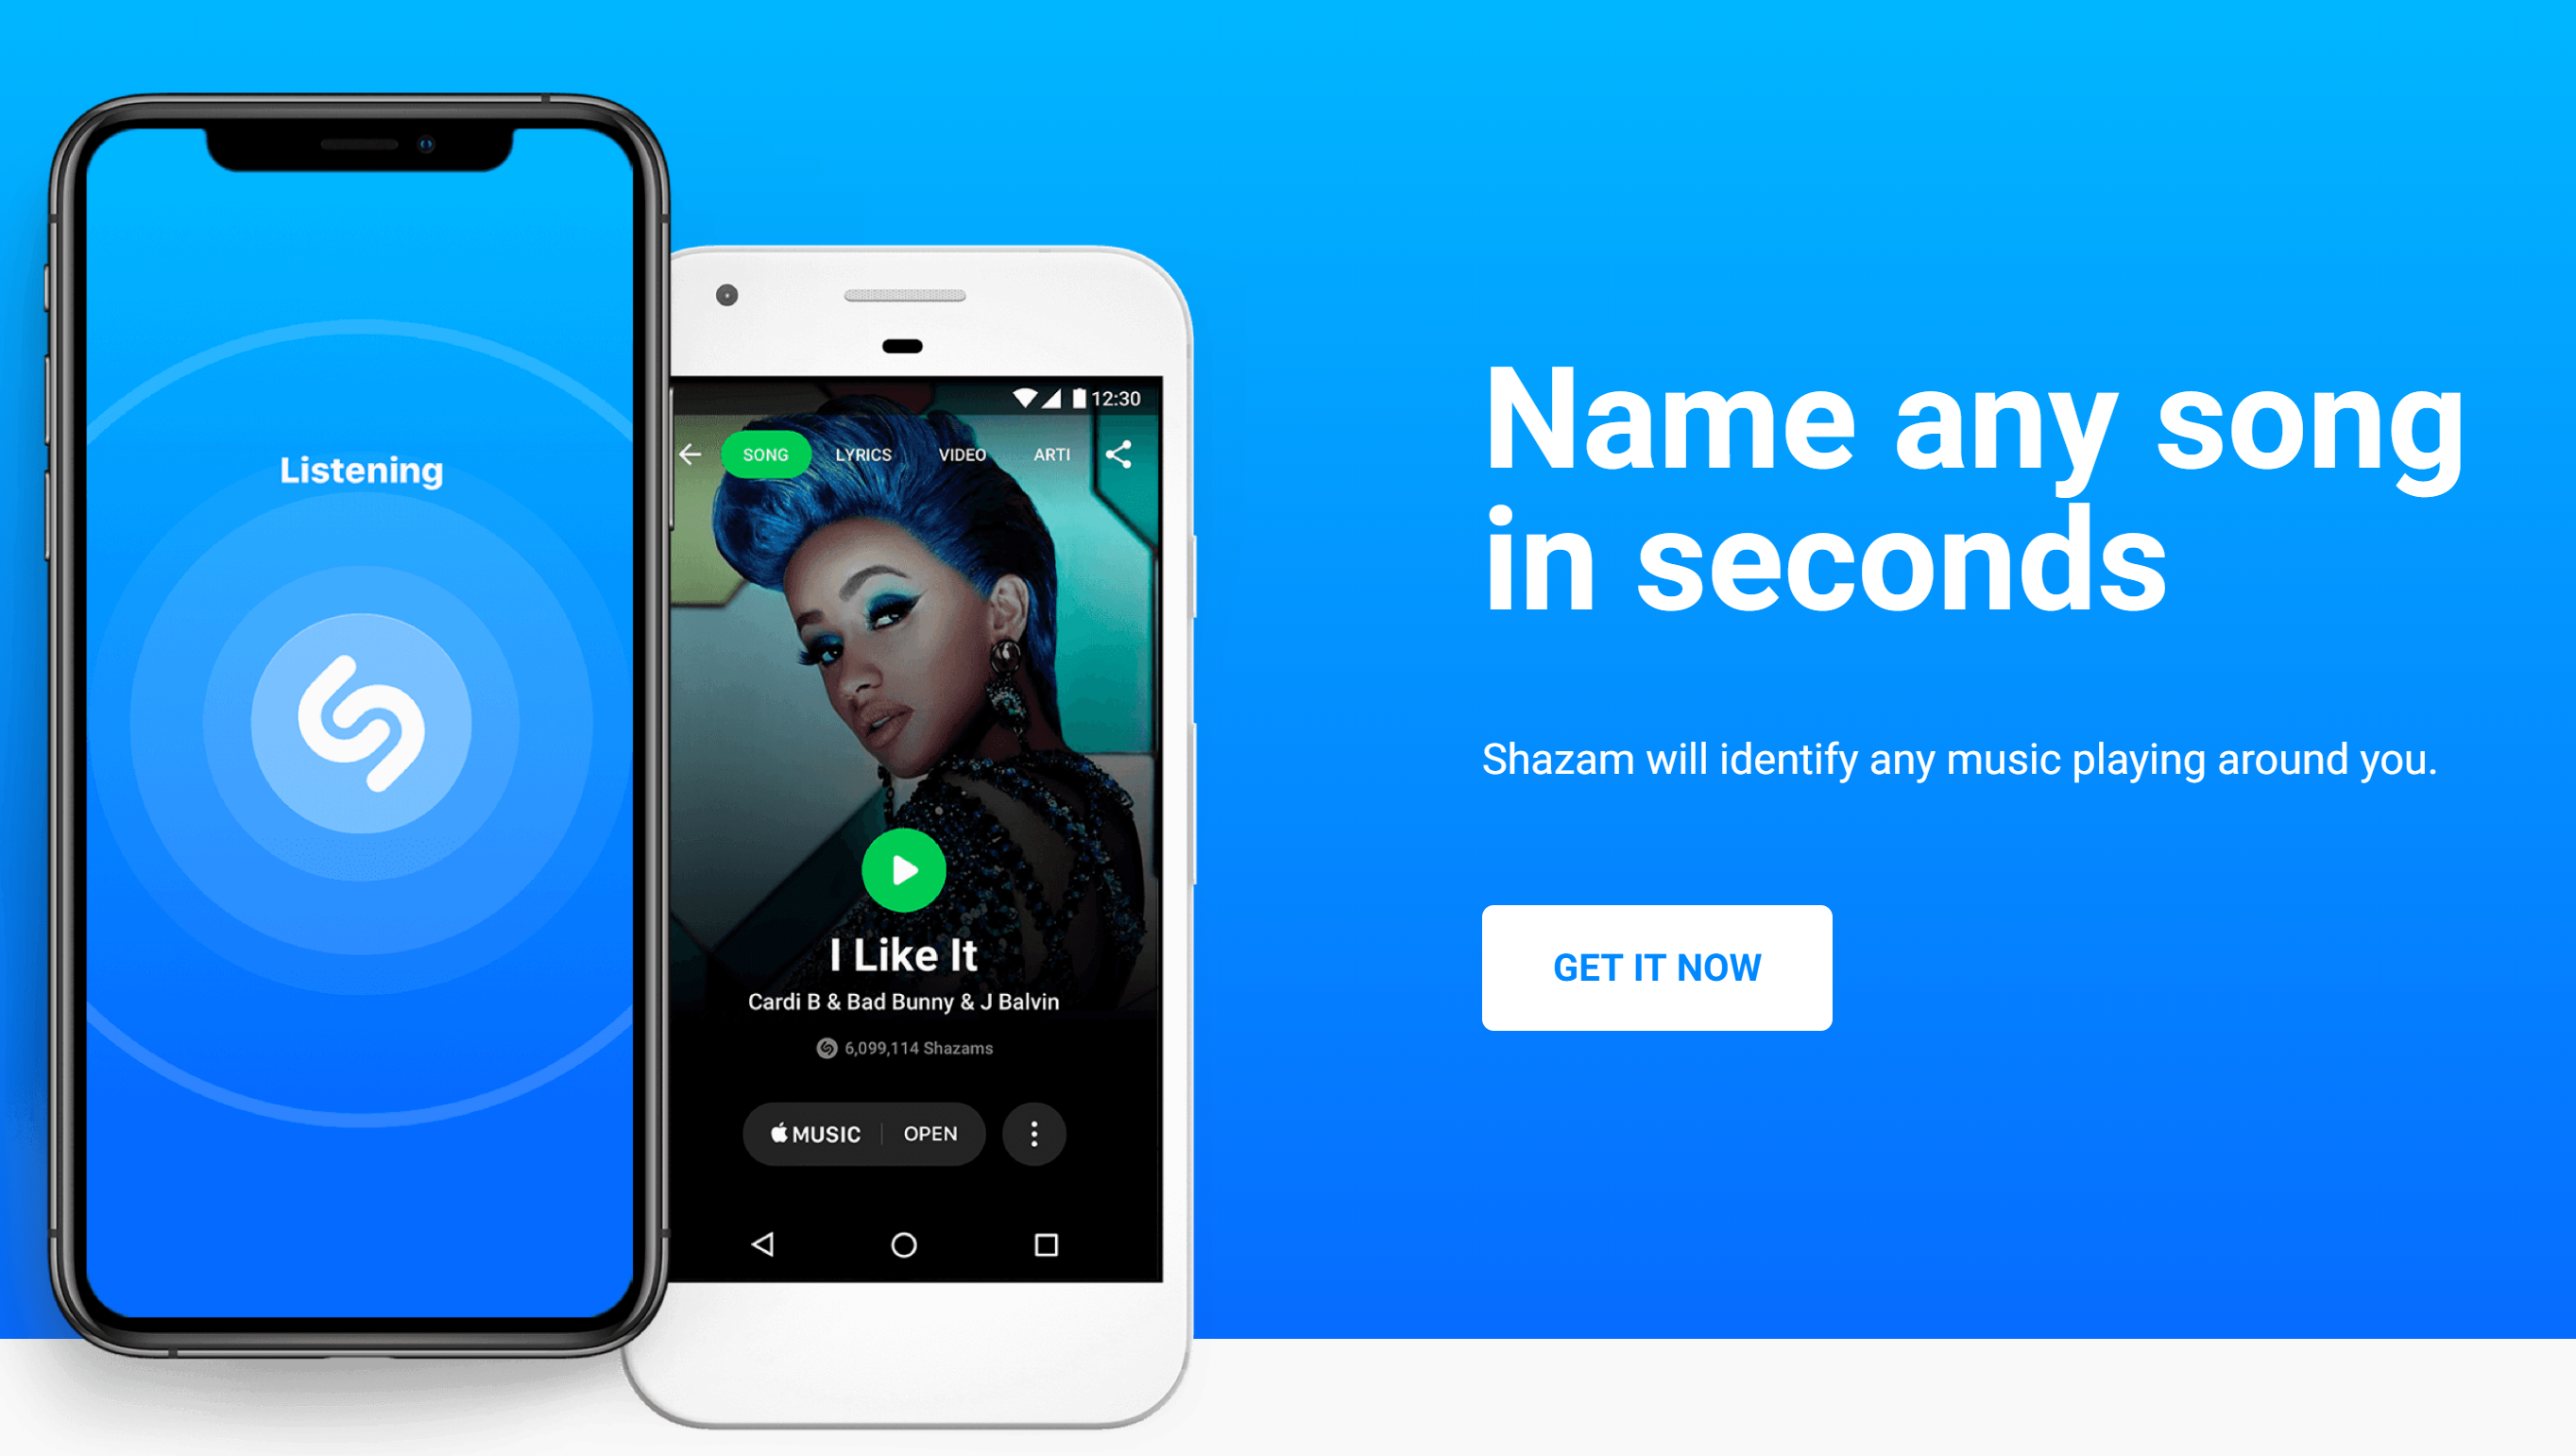 Listening
12:30
SONG LYRICS VIDEO ARTI
I Like It
Cardi B & Bad Bunny & J Balvin
6,099,114 Shazams
MUSIC OPEN
Name any song
in seconds
Shazam will identify any music playing around you.
GET IT NOW